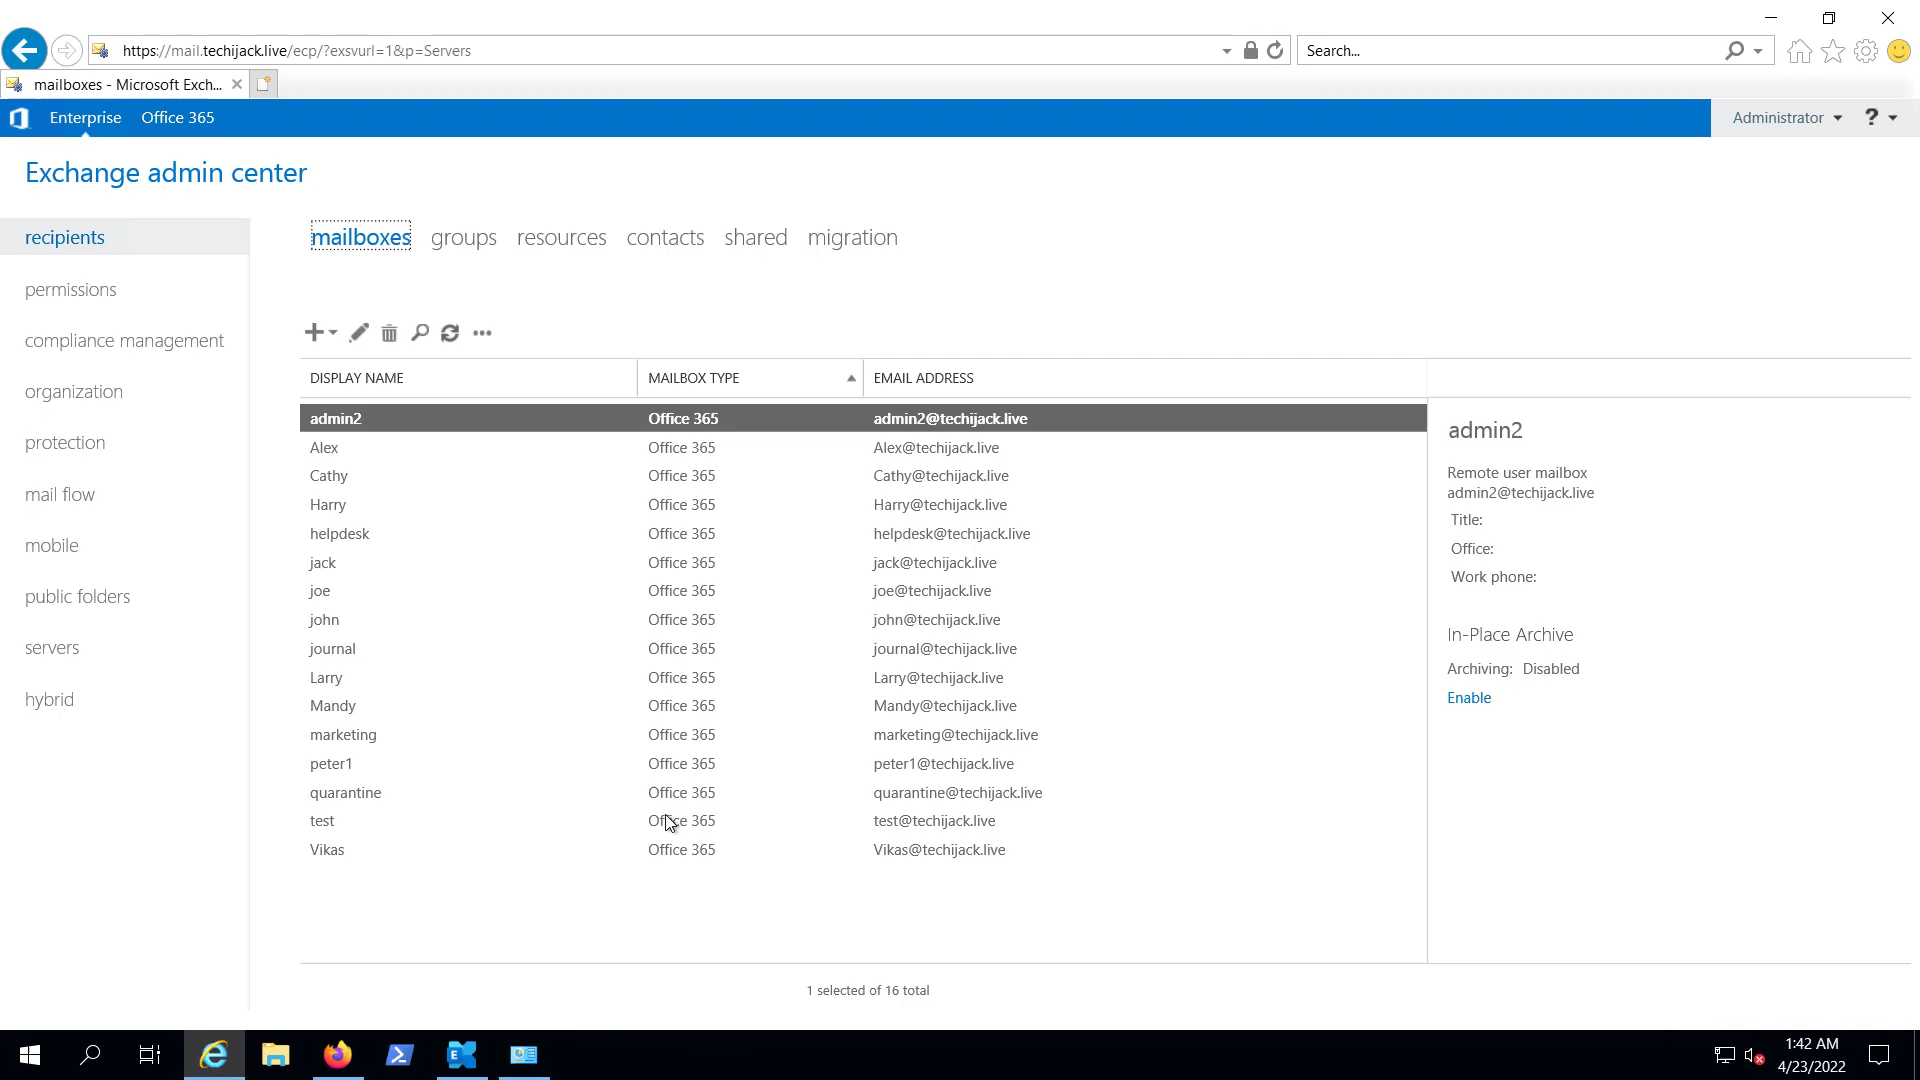 https://mail.techijack.live/ecp/?exsvurl=1&p=Servers
Search...
mailboxes - Microsoft Exch...
Enterprise Office 365
Administrator ?
Exchange admin center
recipients
permissions
compliance management
organization
protection
mail flow
mobile
public folders
servers
hybrid
mailboxes groups resources contacts shared migration
DISPLAY NAME MAILBOX TYPE EMAIL ADDRESS
admin2 Office 365 admin2@techijack.live
Alex Office 365 Alex@techijack.live
Cathy Office 365 Cathy@techijack.live
Harry Office 365 Harry@techijack.live
helpdesk Office 365 helpdesk@techijack.live
jack Office 365 jack@techijack.live
joe Office 365 joe@techijack.live
john Office 365 john@techijack.live
journal Office 365 journal@techijack.live
Larry Office 365 Larry@techijack.live
Mandy Office 365 Mandy@techijack.live
marketing Office 365 marketing@techijack.live
peter1 Office 365 peter1@techijack.live
quarantine Office 365 quarantine@techijack.live
test Office 365 test@techijack.live
Vikas Office 365 Vikas@techijack.live
1 selected of 16 total
admin2
Remote user mailbox
admin2@techijack.live
Title:
Office:
Work phone:
In-Place Archive
Archiving: Disabled
Enable
1:42 AM
4/23/2022